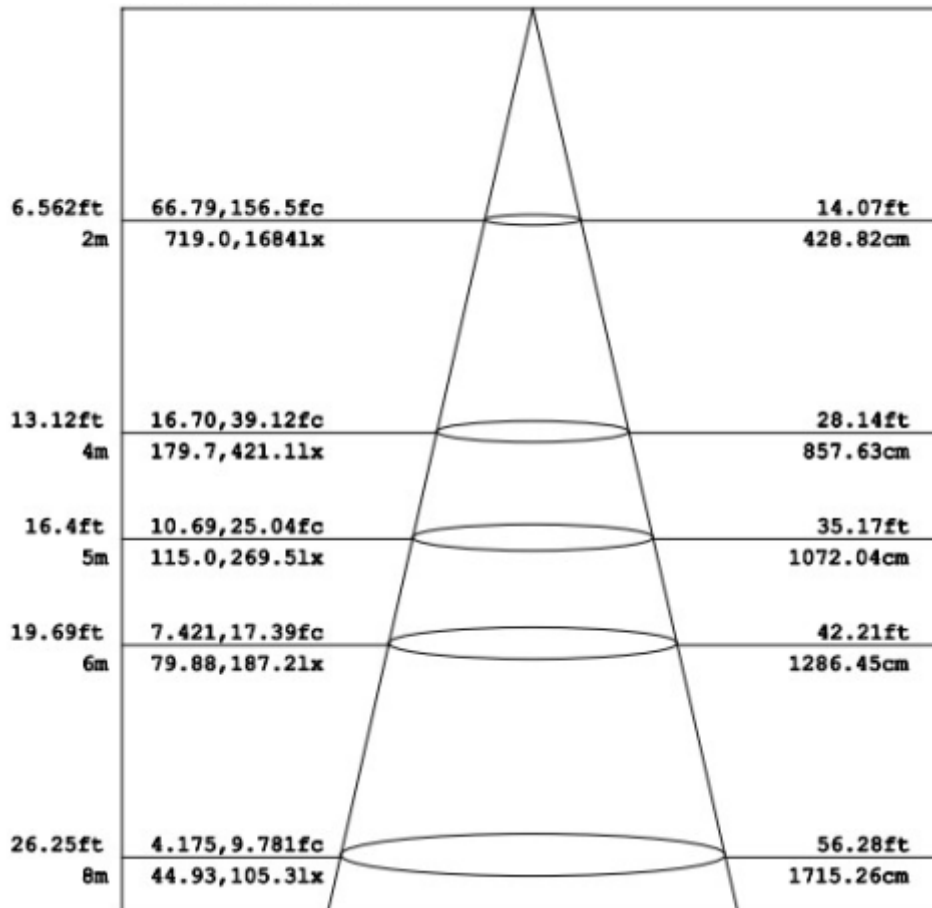 6.562ft 66.79,156.5fc 14.07ft
2m 719.0,1684lx 428.82cm
13.12ft 16.70,39.12fc 28.14ft
4m 179.7,421.1lx 857.63cm
16.4ft 10.69,25.04fc 35.17ft
5m 115.0,269.5lx 1072.04cm
19.69ft 7.421,17.39fc 42.21ft
6m 79.88,187.2lx 1286.45cm
26.25ft 4.175,9.781fc 56.28ft
8m 44.93,105.3lx 1715.26cm